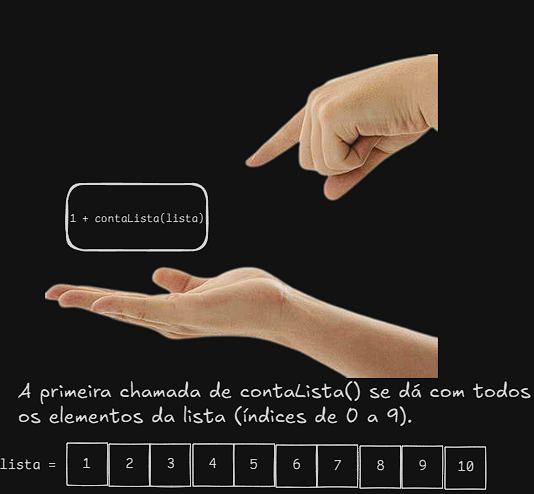 1 + contaLista(lista)
A primeira chamada de contaLista() se dá com todos
os elementos da lista (índices de 0 a 9).
lista = 1 2 3 4 5 6 7 8 9 10